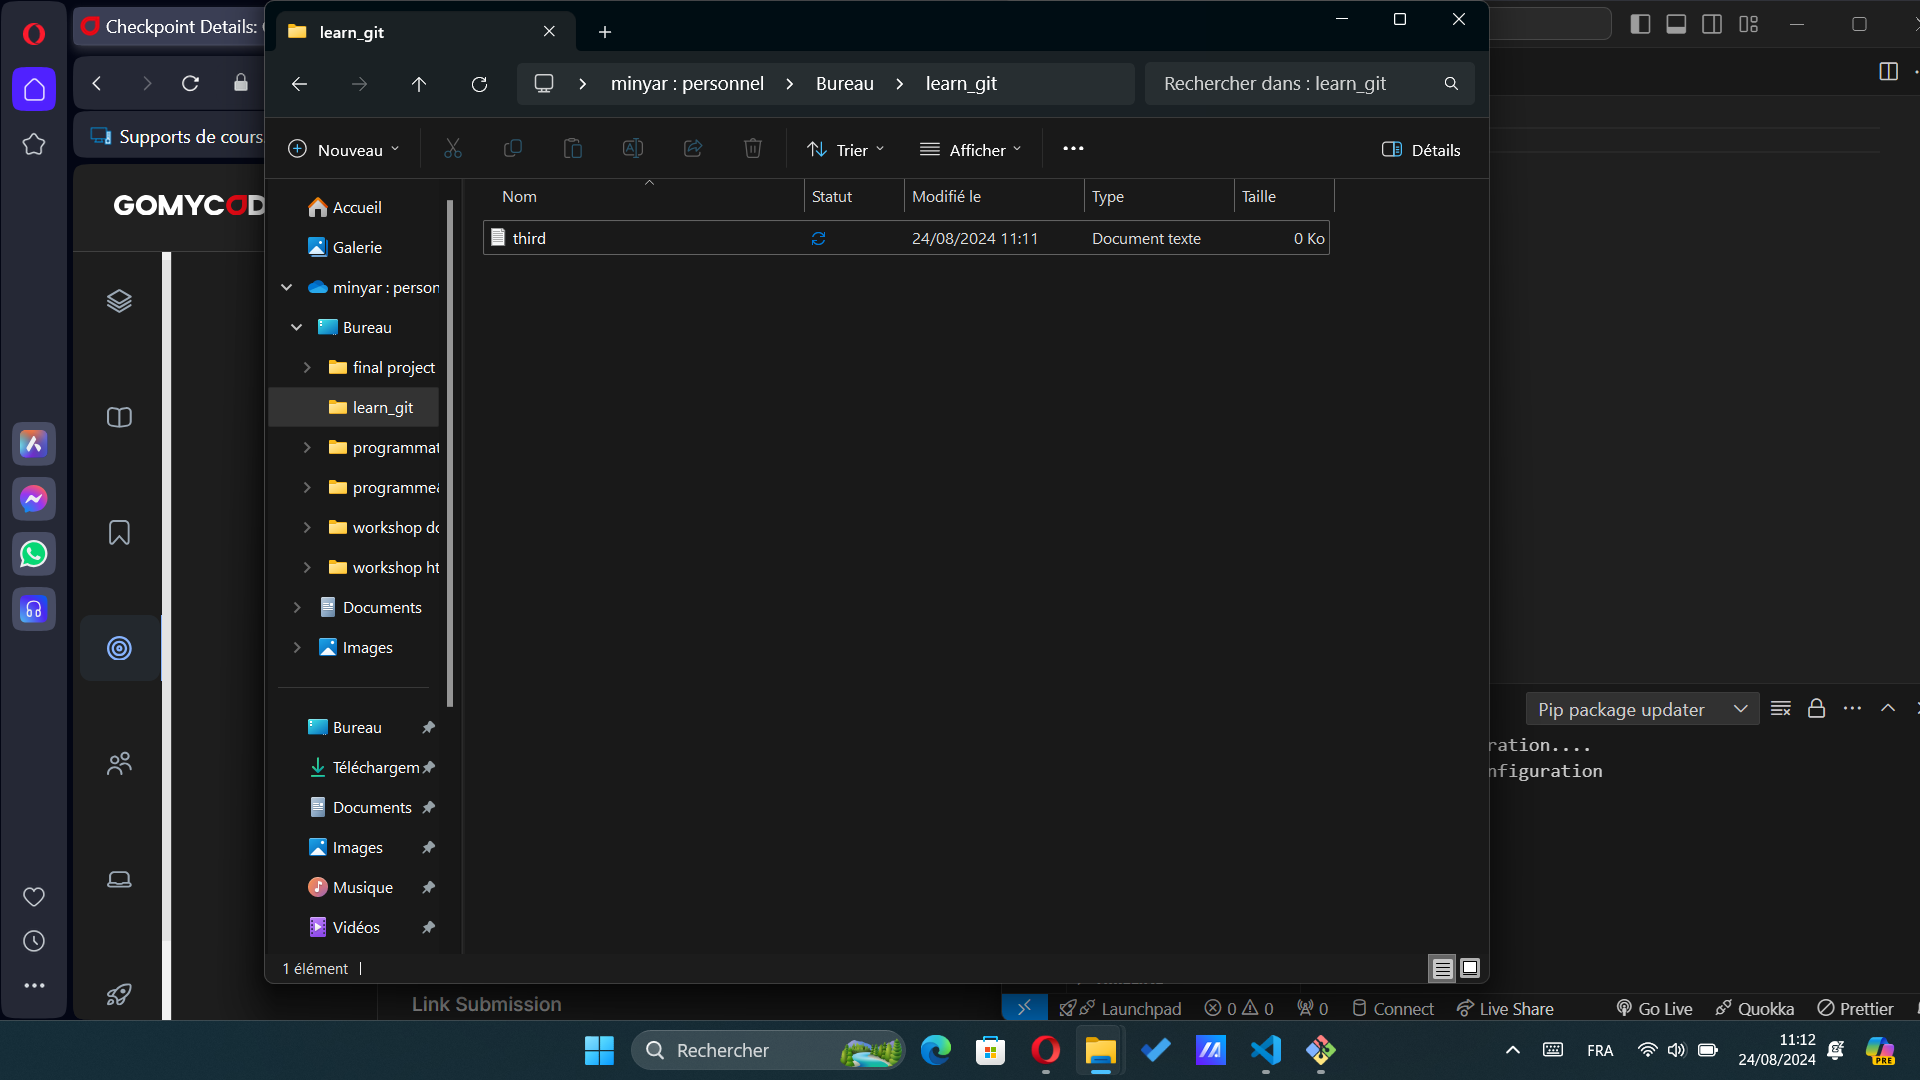 Checkpoint Details:
Supports de cours
GOMYCOD
learn_git
minyar : personnel
Bureau
learn_git
Rechercher dans : learn_git
Nouveau
Trier
Afficher
Détails
Nom
Statut
Modifié le
Type
Taille
third
24/08/2024 11:11
Document texte
0 Ko
Accueil
Galerie
minyar : person
Bureau
final project
learn_git
programmat
programme
workshop
workshop ht
Documents
Images
Bureau
Téléchargem
Documents
Images
Musique
Vidéos
1 élément
Link Submission
Pip package updater
ration....
nfiguration
Launchpad
0
0
0
Connect
Live Share
Go Live
Quokka
Prettier
Rechercher
FRA
11:12
24/08/2024
PRE